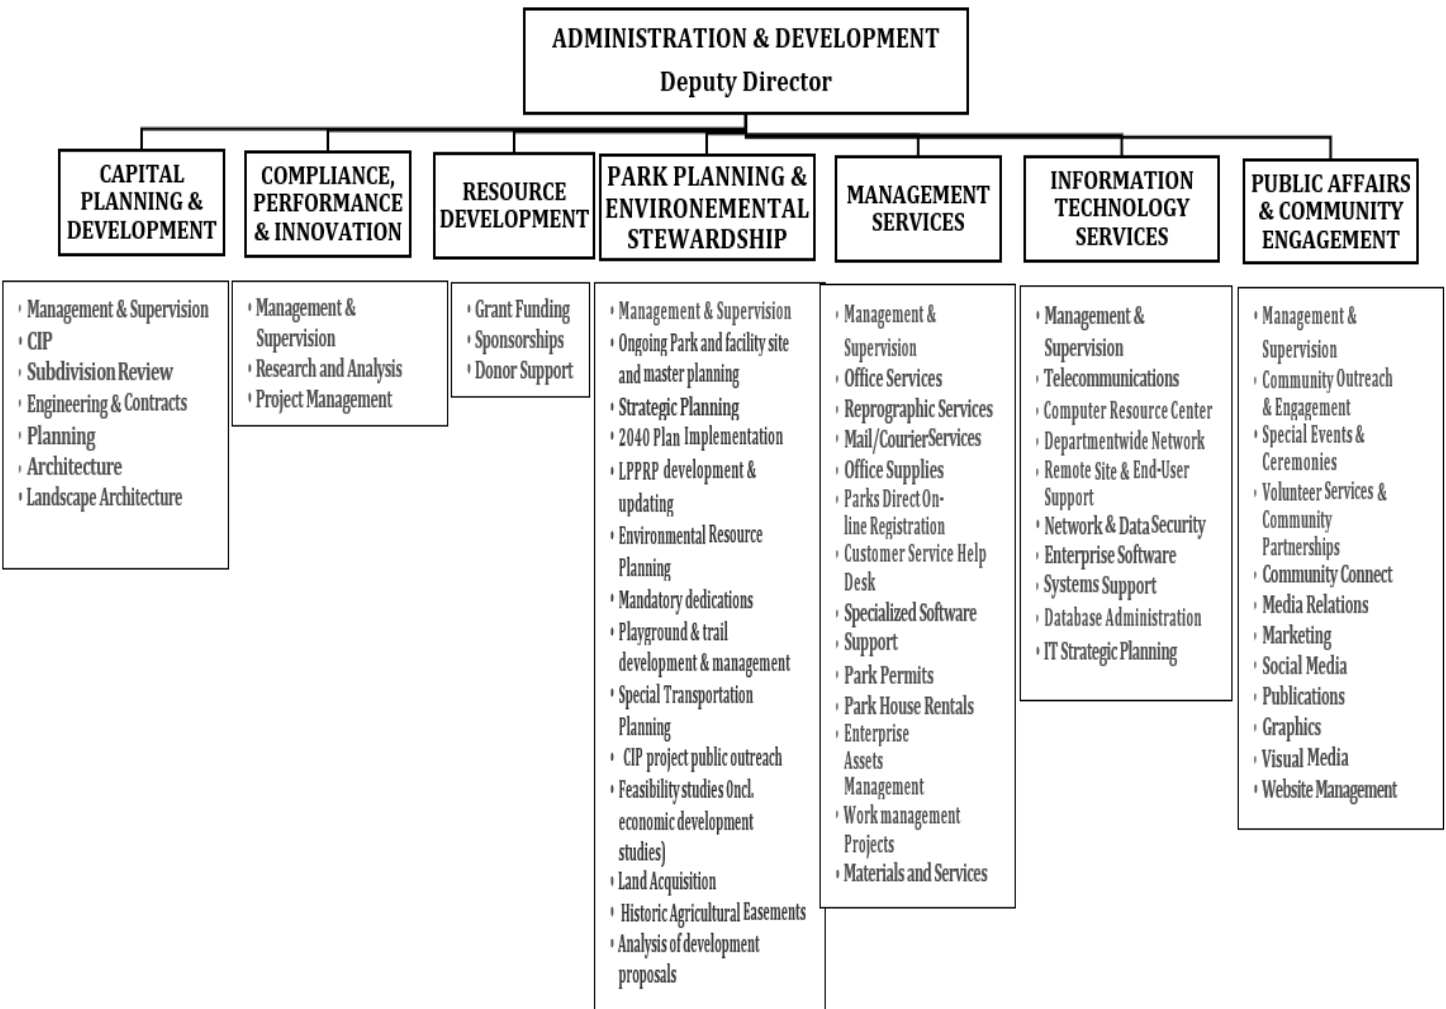 ADMINISTRATION & DEVELOPMENT
Deputy Director
CAPITAL
PLANNING &
DEVELOPMENT
COMPLIANCE,
PERFORMANCE
& INNOVATION
RESOURCE
DEVELOPMENT
PARK PLANNING &
ENVIRONEMENTAL
STEWARDSHIP
MANAGEMENT
SERVICES
INFORMATION
TECHNOLOGY
SERVICES
PUBLIC AFFAIRS
& COMMUNITY
ENGAGEMENT
• Management & Supervision
• CIP
• Subdivision Review
• Engineering & Contracts
• Planning
• Architecture
• Landscape Architecture
• Management &
Supervision
• Research and Analysis
• Project Management
• Grant Funding
• Sponsorships
• Donor Support
• Management & Supervision
• Ongoing Park and facility site
and master planning
• Strategic Planning
• 2040 Plan Implementation
• LPPRP development &
updating
• Environmental Resource
Planning
• Mandatory dedications
• Playground & trail
development & management
• Special Transportation
Planning
• CIP project public outreach
• Feasibility studies 0ncl.
economic development
studies)
• Land Acquisition
• Historic Agricultural Easements
• Analysis of development
proposals
• Management &
Supervision
• Office Services
• Reprographic Services
• Mail/Courier Services
• Office Supplies
• Parks Direct On-
line Registration
• Customer Service Help
Desk
• Specialized Software
• Support
• Park Permits
• Park House Rentals
• Enterprise
Assets
Management
• Work management
Projects
• Materials and Services
• Management &
Supervision
• Telecommunications
• Computer Resource Center
• Departmentwide Network
• Remote Site & End-User
Support
• Network & Data Security
• Enterprise Software
• Systems Support
• Database Administration
• IT Strategic Planning
• Management &
Supervision
• Community Outreach
& Engagement
• Special Events &
Ceremonies
• Volunteer Services &
Community
Partnerships
• Community Connect
• Media Relations
• Marketing
• Social Media
• Publications
• Graphics
• Visual Media
• Website Management